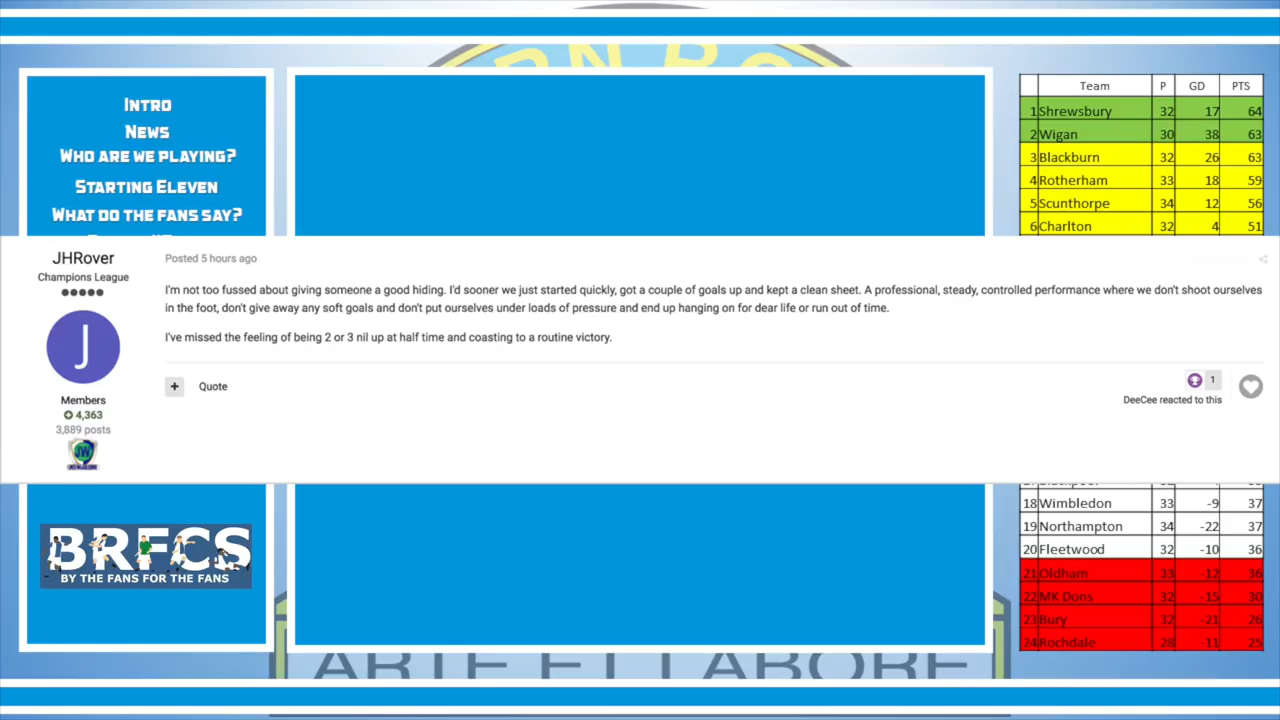 RN RO
INTRO
NEWS
WHO ARE WE PLAYING?
STARTING ELEVEN
WHAT DO THE FANS SAY?
Team P GD PTS
1 Shrewsbury 32 17 64
2 Wigan 30 38 63
3 Blackburn 32 26 63
4 Rotherham 33 18 59
5 Scunthorpe 34 12 56
6 Charlton 32 4 51
JHRover
Champions League
J
Members
4,363
3,889 posts
JW
Posted 5 hours ago
I'm not too fussed about giving someone a good hiding. I'd sooner we just started quickly, got a couple of goals up and kept a clean sheet. A professional, steady, controlled performance where we don't shoot ourselves
in the foot, don't give away any soft goals and don't put ourselves under loads of pressure and end up hanging on for dear life or run out of time.
I've missed the feeling of being 2 or 3 nil up at half time and coasting to a routine victory.
+ Quote
1
DeeCee reacted to this
18 Wimbledon 33 -9 37
19 Northampton 34 -22 37
20 Fleetwood 32 -10 36
21 Oldham 33 -12 36
22 MK Dons 32 -15 30
23 Bury 32 -21 26
24 Rochdale 28 -11 25
BRFCS
BY THE FANS FOR THE FANS
ARTE ET LABORE